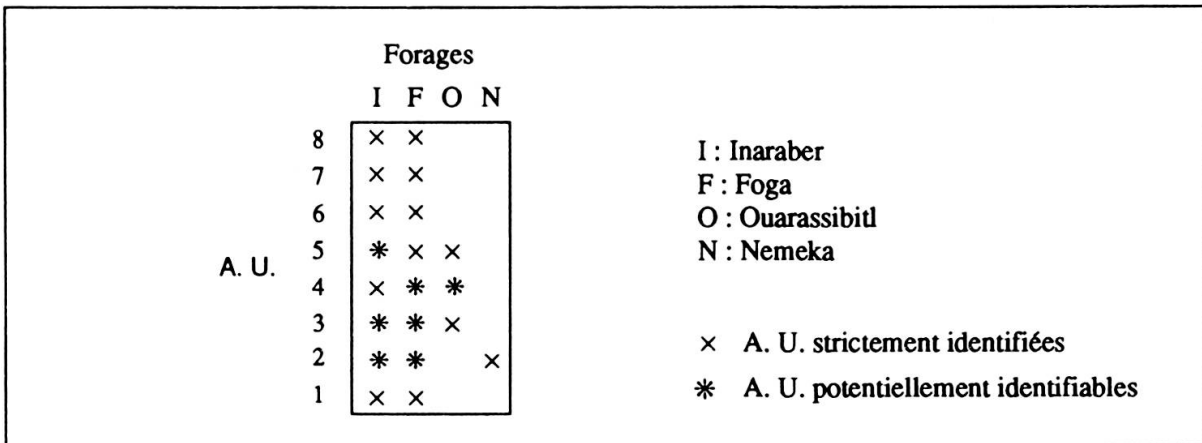 Forages
I F O N
8 × ×
7 × ×
6 × ×
5 * × ×
A. U.
4 × * *
3 * * ×
2 * * ×
1 × ×
I : Inaraber
F : Foga
O : Ouarassibitl
N : Nemeka
× A. U. strictement identifiées
* A. U. potentiellement identifiables